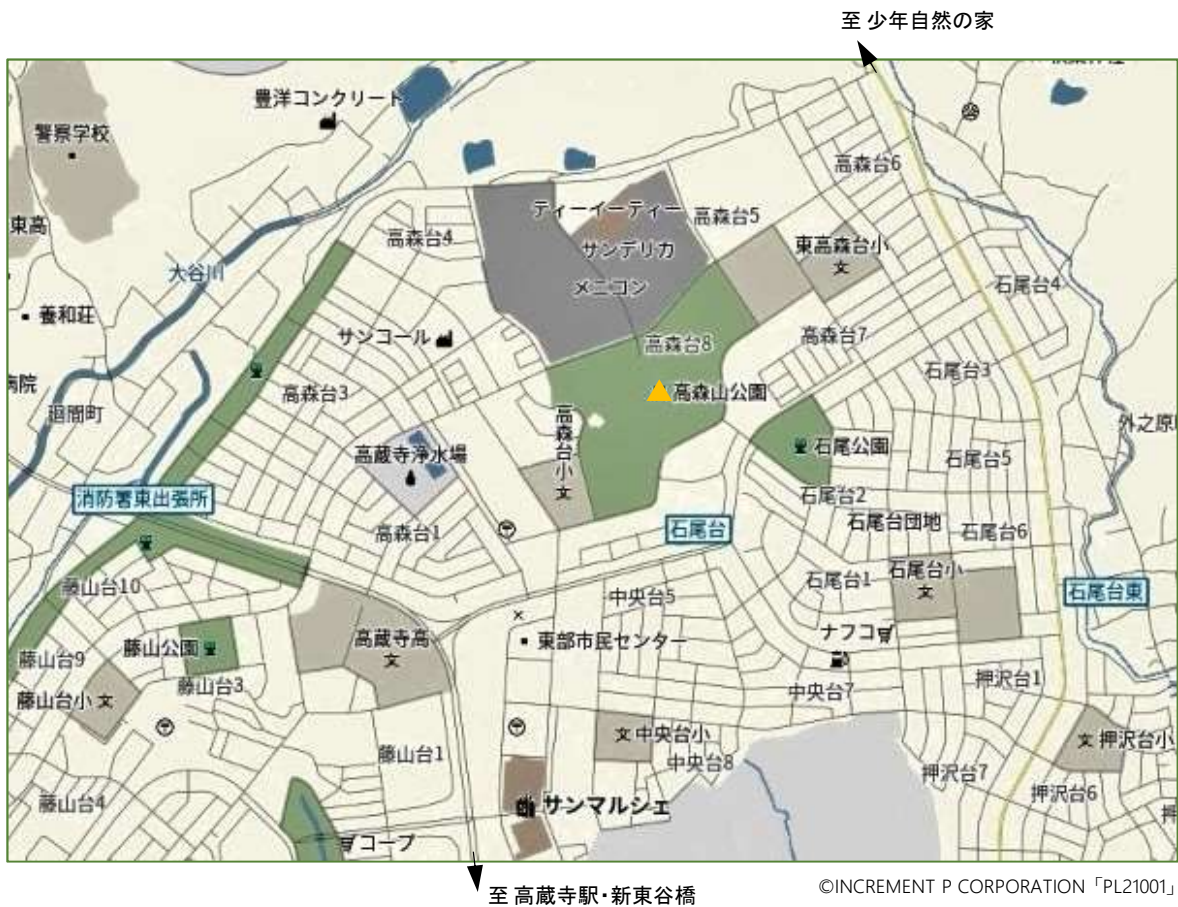 至 少年自然の家
豊洋コンクリート
警察学校
高森台6
ティーイーティー
高森台5
東高
高森台4
サンデリカ
東高森台小
文
大谷川
メニコン
石尾台4
養和荘
サンコール
高森台8
高森台7
石尾台3
高森台3
高森山公園
病院
廻間町
高森台小
文
外之原
石尾公園
高蔵寺浄水場
石尾台5
消防署東出張所
石尾台2
石尾台団地
高森台1
石尾台
石尾台6
藤山台10
石尾台1
石尾台小
文
中央台5
石尾台東
ナフコ
藤山公園
高蔵寺高
文
東部市民センター
藤山台9
藤山台3
押沢台1
中央台7
藤山台小 文
文 中央台小
文 押沢台小
藤山台1
中央台8
押沢台7
藤山台4
サンマルシェ
押沢台6
押
コープ
至 高蔵寺駅・新東谷橋
©INCREMENT P CORPORATION「PL21001」